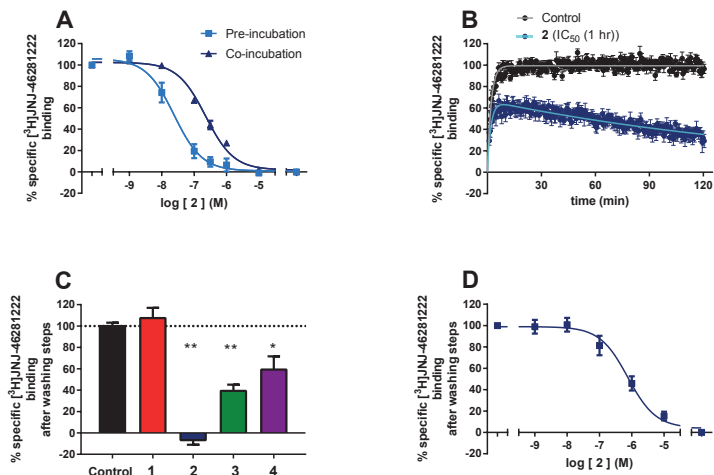 A
Pre-incubation
Co-incubation
% specific [³H]JNJ-46281222
binding
120
100
80
60
40
20
0
-20
-9 -8 -7 -6 -5 -4
log [ 2 ] (M)
B
Control
2 (IC50 (1 hr))
% specific [³H]JNJ-46281222
binding
120
100
80
60
40
20
0
-20
30 60 90 120
time (min)
C
% specific [³H]JNJ-46281222
binding
after washing steps
120
100
80
60
40
20
0
-20
** ** *
Control 1 2 3 4
D
% specific [³H]JNJ-46281222
binding
after washing steps
120
100
80
60
40
20
0
-20
-9 -8 -7 -6 -5 -4
log [ 2 ] (M)